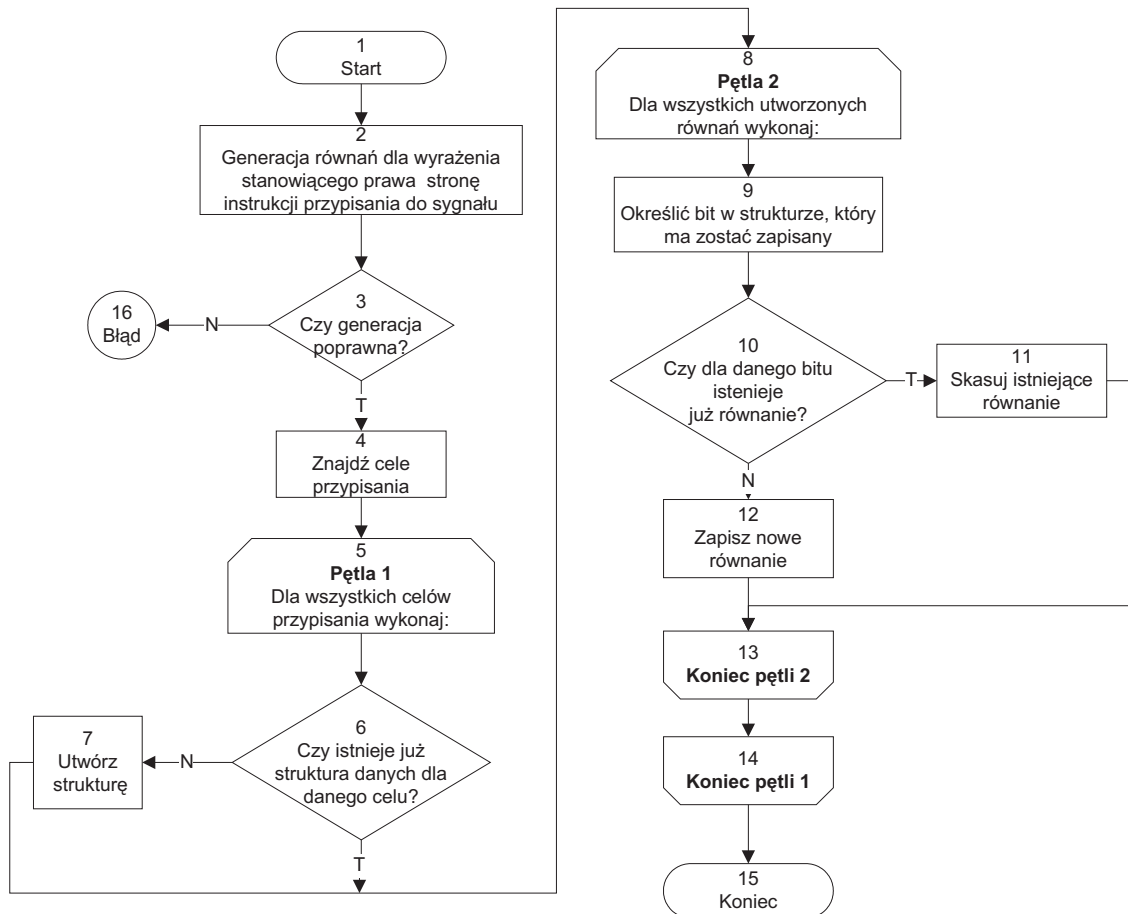 1
Start
2
Generacja równań dla wyrażenia
stanowiącego prawa stronę
instrukcji przypisania do sygnału
3
Czy generacja
poprawna?
N
16
Błąd
T
4
Znajdź cele
przypisania
5
Pętla 1
Dla wszystkich celów
przypisania wykonaj:
6
Czy istnieje już
struktura danych dla
danego celu?
N
7
Utwórz
strukturę
T
8
Pętla 2
Dla wszystkich utworzonych
równań wykonaj:
9
Określić bit w strukturze, który
ma zostać zapisany
10
Czy dla danego bitu
istenieje
już równanie?
T
11
Skasuj istniejące
równanie
N
12
Zapisz nowe
równanie
13
Koniec pętli 2
14
Koniec pętli 1
15
Koniec